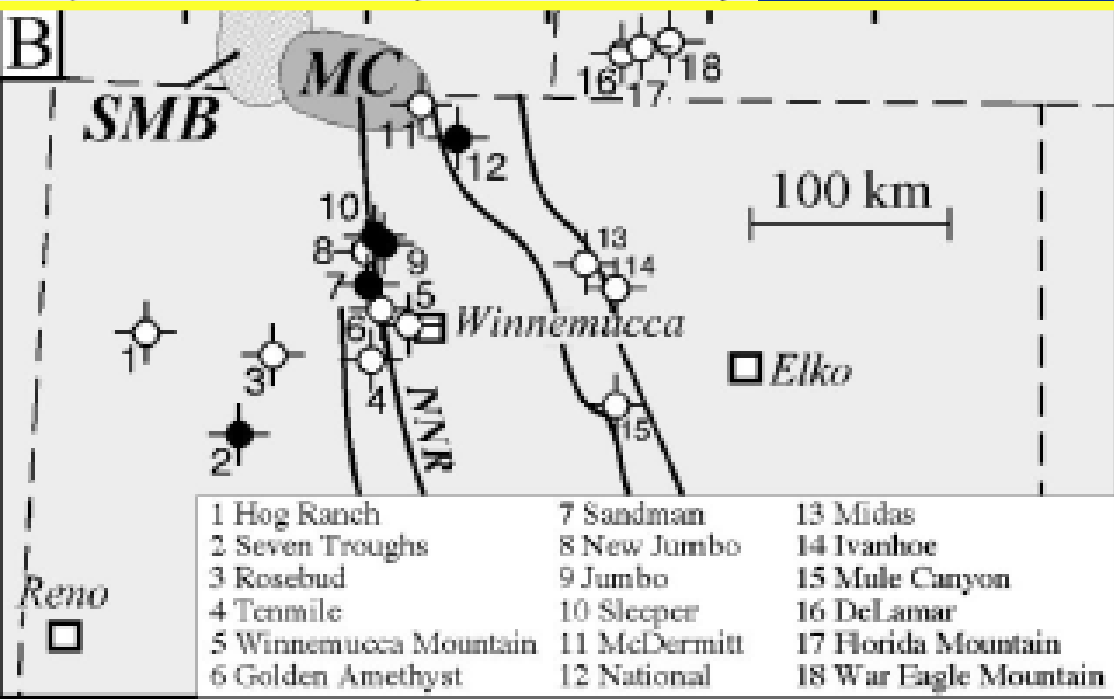 B
MC
SMB
16
17
18
11
12
100 km
10
8
9
13
14
7
5
6
Winnemucca
1
3
4
Elko
NNR
15
2
1 Hog Ranch
2 Seven Troughs
3 Rosebud
4 Tenmile
5 Winnemucca Mountain
6 Golden Amethyst
7 Sandman
8 New Jumbo
9 Jumbo
10 Sleeper
11 McDermitt
12 National
13 Midas
14 Ivanhoe
15 Mule Canyon
16 DeLamar
17 Florida Mountain
18 War Eagle Mountain
Reno